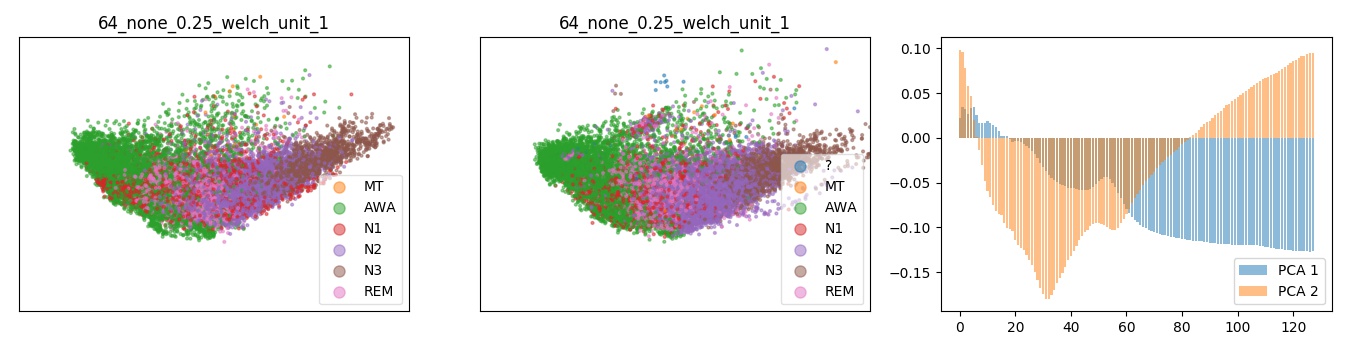 64_none_0.25_welch_unit_1
MT
AWA
N1
N2
N3
REM
64_none_0.25_welch_unit_1
?
MT
AWA
N1
N2
N3
REM
0.10
0.05
0.00
−0.05
−0.10
−0.15
PCA 1
PCA 2
0 20 40 60 80 100 120